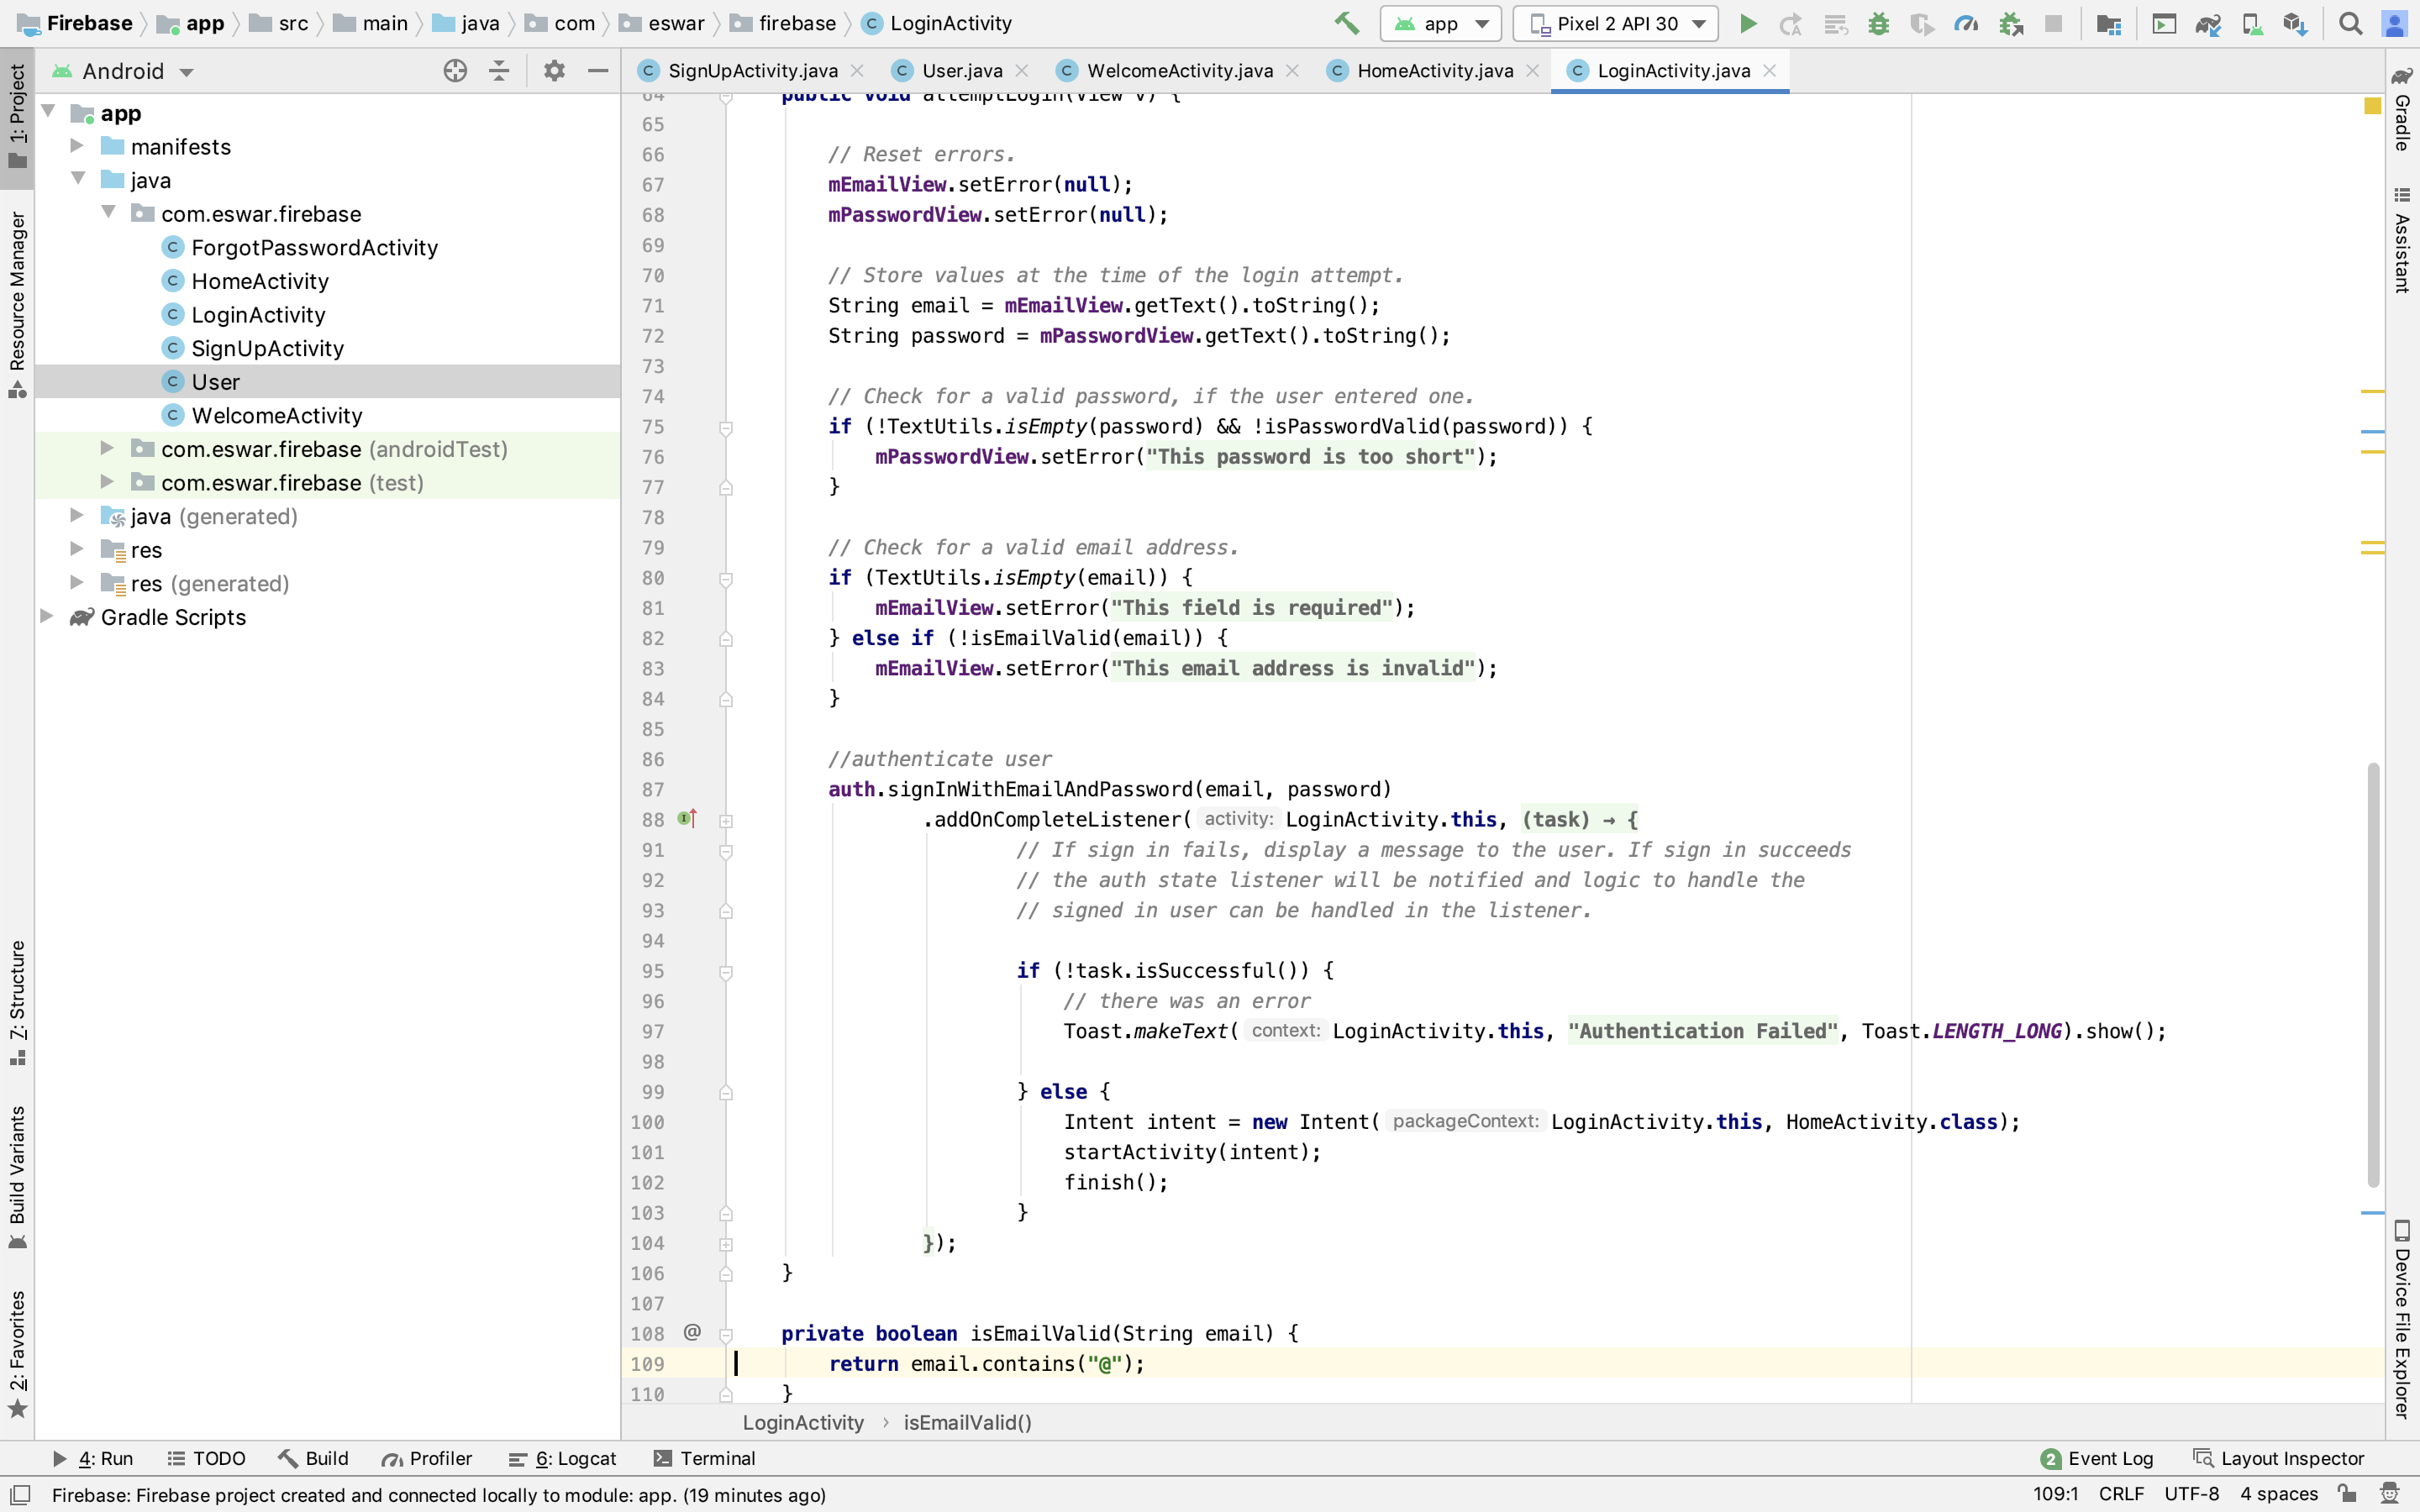 Firebase app src main java com eswar firebase LoginActivity
app Pixel 2 API 30
1: Project
Resource Manager
7: Structure
Build Variants
2: Favorites
Android
app
manifests
java
com.eswar.firebase
ForgotPasswordActivity
HomeActivity
LoginActivity
SignUpActivity
User
WelcomeActivity
com.eswar.firebase (androidTest)
com.eswar.firebase (test)
java (generated)
res
res (generated)
Gradle Scripts
SignUpActivity.java User.java WelcomeActivity.java HomeActivity.java LoginActivity.java
64 public void attemptLogin(View v) {
65
66 // Reset errors.
67 mEmailView.setError(null);
68 mPasswordView.setError(null);
69
70 // Store values at the time of the login attempt.
71 String email = mEmailView.getText().toString();
72 String password = mPasswordView.getText().toString();
73
74 // Check for a valid password, if the user entered one.
75 if (!TextUtils.isEmpty(password) && !isPasswordValid(password)) {
76 mPasswordView.setError("This password is too short");
77 }
78
79 // Check for a valid email address.
80 if (TextUtils.isEmpty(email)) {
81 mEmailView.setError("This field is required");
82 } else if (!isEmailValid(email)) {
83 mEmailView.setError("This email address is invalid");
84 }
85
86 //authenticate user
87 auth.signInWithEmailAndPassword(email, password)
88 .addOnCompleteListener( activity: LoginActivity.this, (task) → {
91 // If sign in fails, display a message to the user. If sign in succeeds
92 // the auth state listener will be notified and logic to handle the
93 // signed in user can be handled in the listener.
94
95 if (!task.isSuccessful()) {
96 // there was an error
97 Toast.makeText( context: LoginActivity.this, "Authentication Failed", Toast.LENGTH_LONG).show();
98
99 } else {
100 Intent intent = new Intent( packageContext: LoginActivity.this, HomeActivity.class);
101 startActivity(intent);
102 finish();
103 }
104 });
106 }
107
108 @ private boolean isEmailValid(String email) {
109 return email.contains("@");
110 }
LoginActivity › isEmailValid()
Gradle
Assistant
Device File Explorer
4: Run TODO Build Profiler 6: Logcat Terminal 2 Event Log Layout Inspector
Firebase: Firebase project created and connected locally to module: app. (19 minutes ago) 109:1 CRLF UTF-8 4 spaces